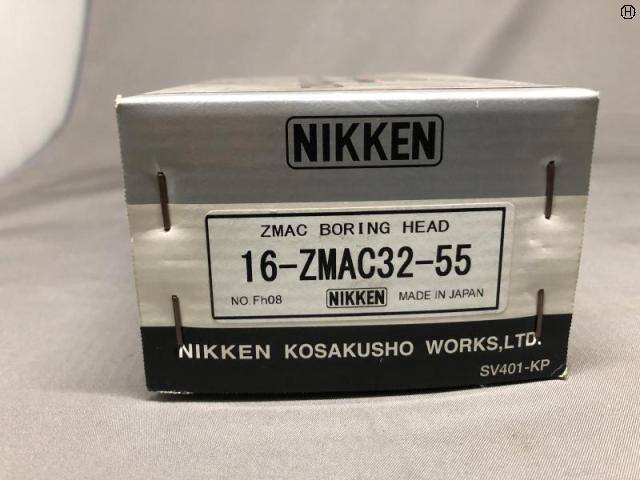 H
NIKKEN
ZMAC BORING HEAD
16-ZMAC32-55
NO.Fh08 NIKKEN MADE IN JAPAN
NIKKEN KOSAKUSHO WORKS,LTD.
SV401-KP